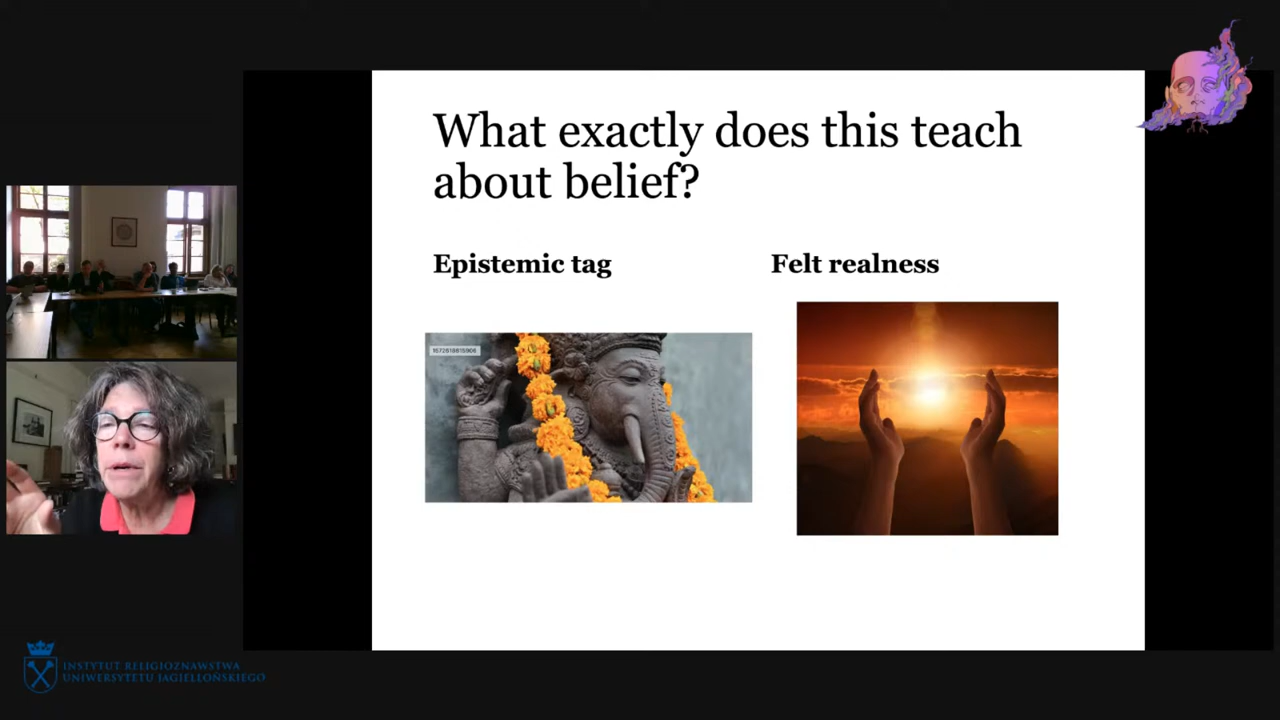 What exactly does this teach
about belief?
Epistemic tag
Felt realness
INSTYTUT RELIGIOZNAWSTWA
UNIWERSYTETU JAGIELLOŃSKIEGO